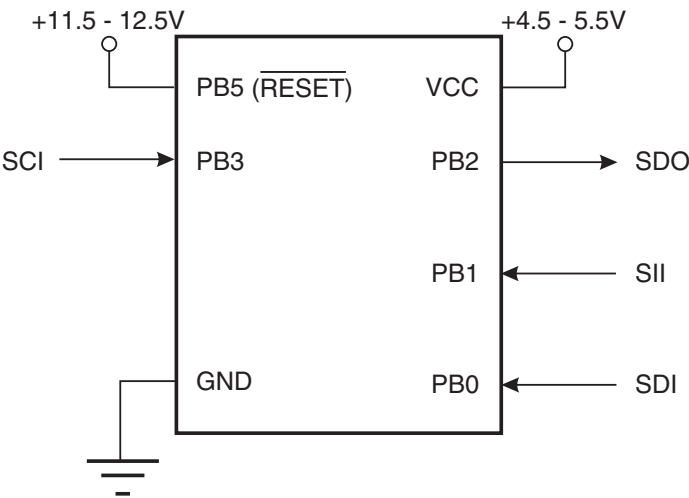 +11.5 - 12.5V +4.5 - 5.5V
PB5 (RESET) VCC
SCI PB3 PB2 SDO
PB1 SII
GND PB0 SDI